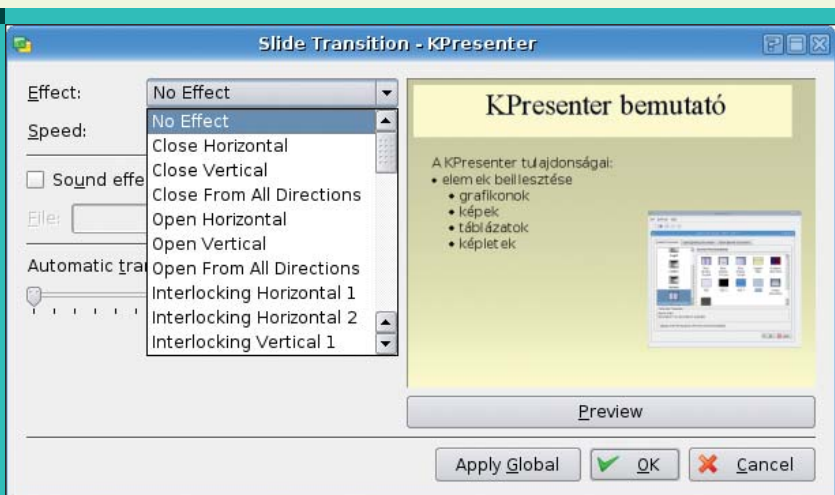 Slide Transition - KPresenter
Effect:
No Effect
Speed:
No Effect
Close Horizontal
Close Vertical
Close From All Directions
Open Horizontal
Open Vertical
Open From All Directions
Interlocking Horizontal 1
Interlocking Horizontal 2
Interlocking Vertical 1
Sound effe
File:
Automatic tra
KPresenter bemutató
A KPresenter tulajdonságai:
• elemek beillesztése
• grafikonok
• képek
• táblázatok
• képletek
Preview
Apply Global
OK
Cancel